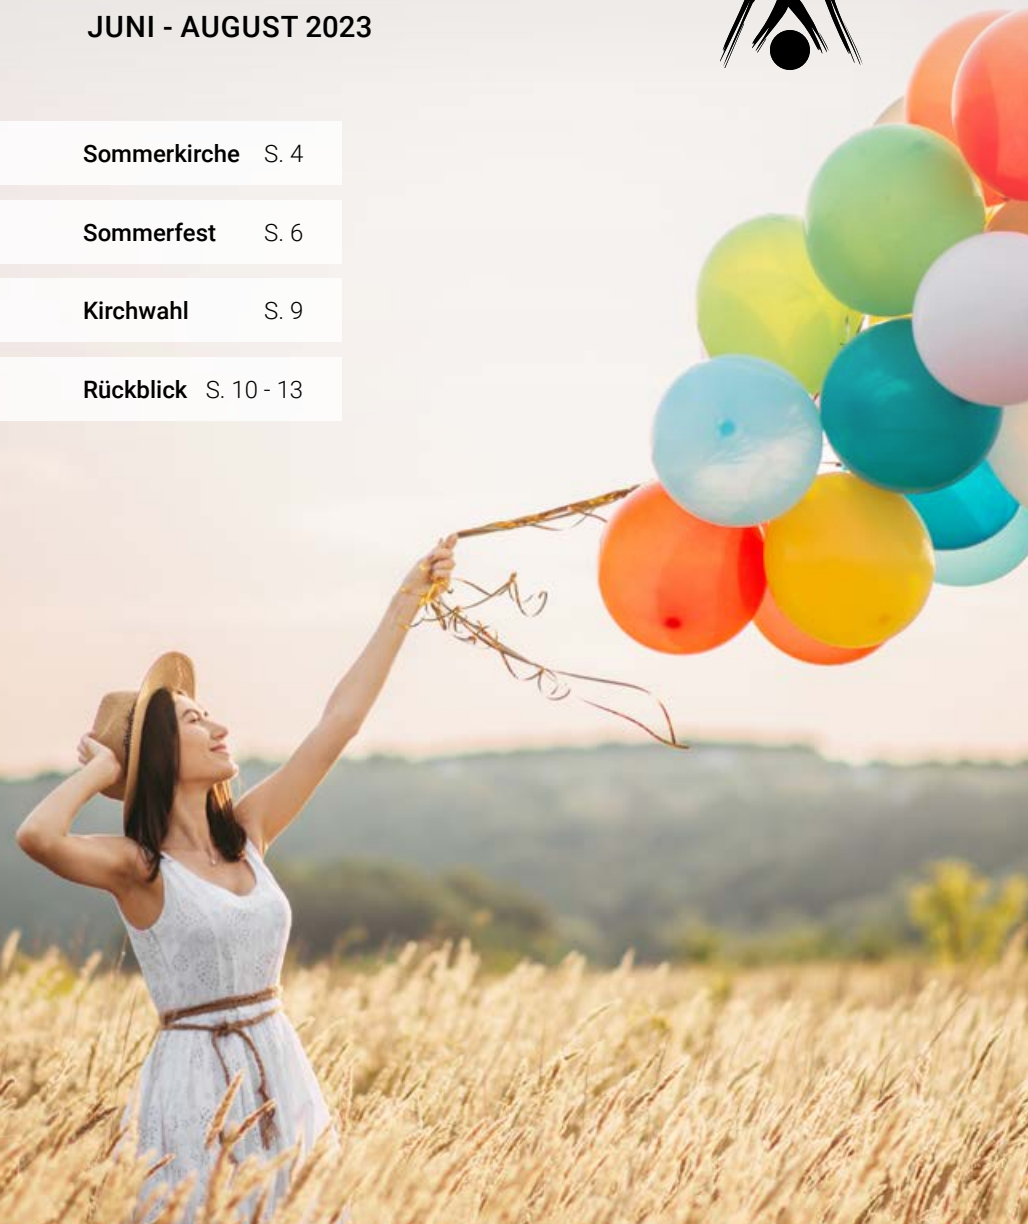 JUNI - AUGUST 2023
Sommerkirche S. 4
Sommerfest S. 6
Kirchwahl S. 9
Rückblick S. 10 - 13